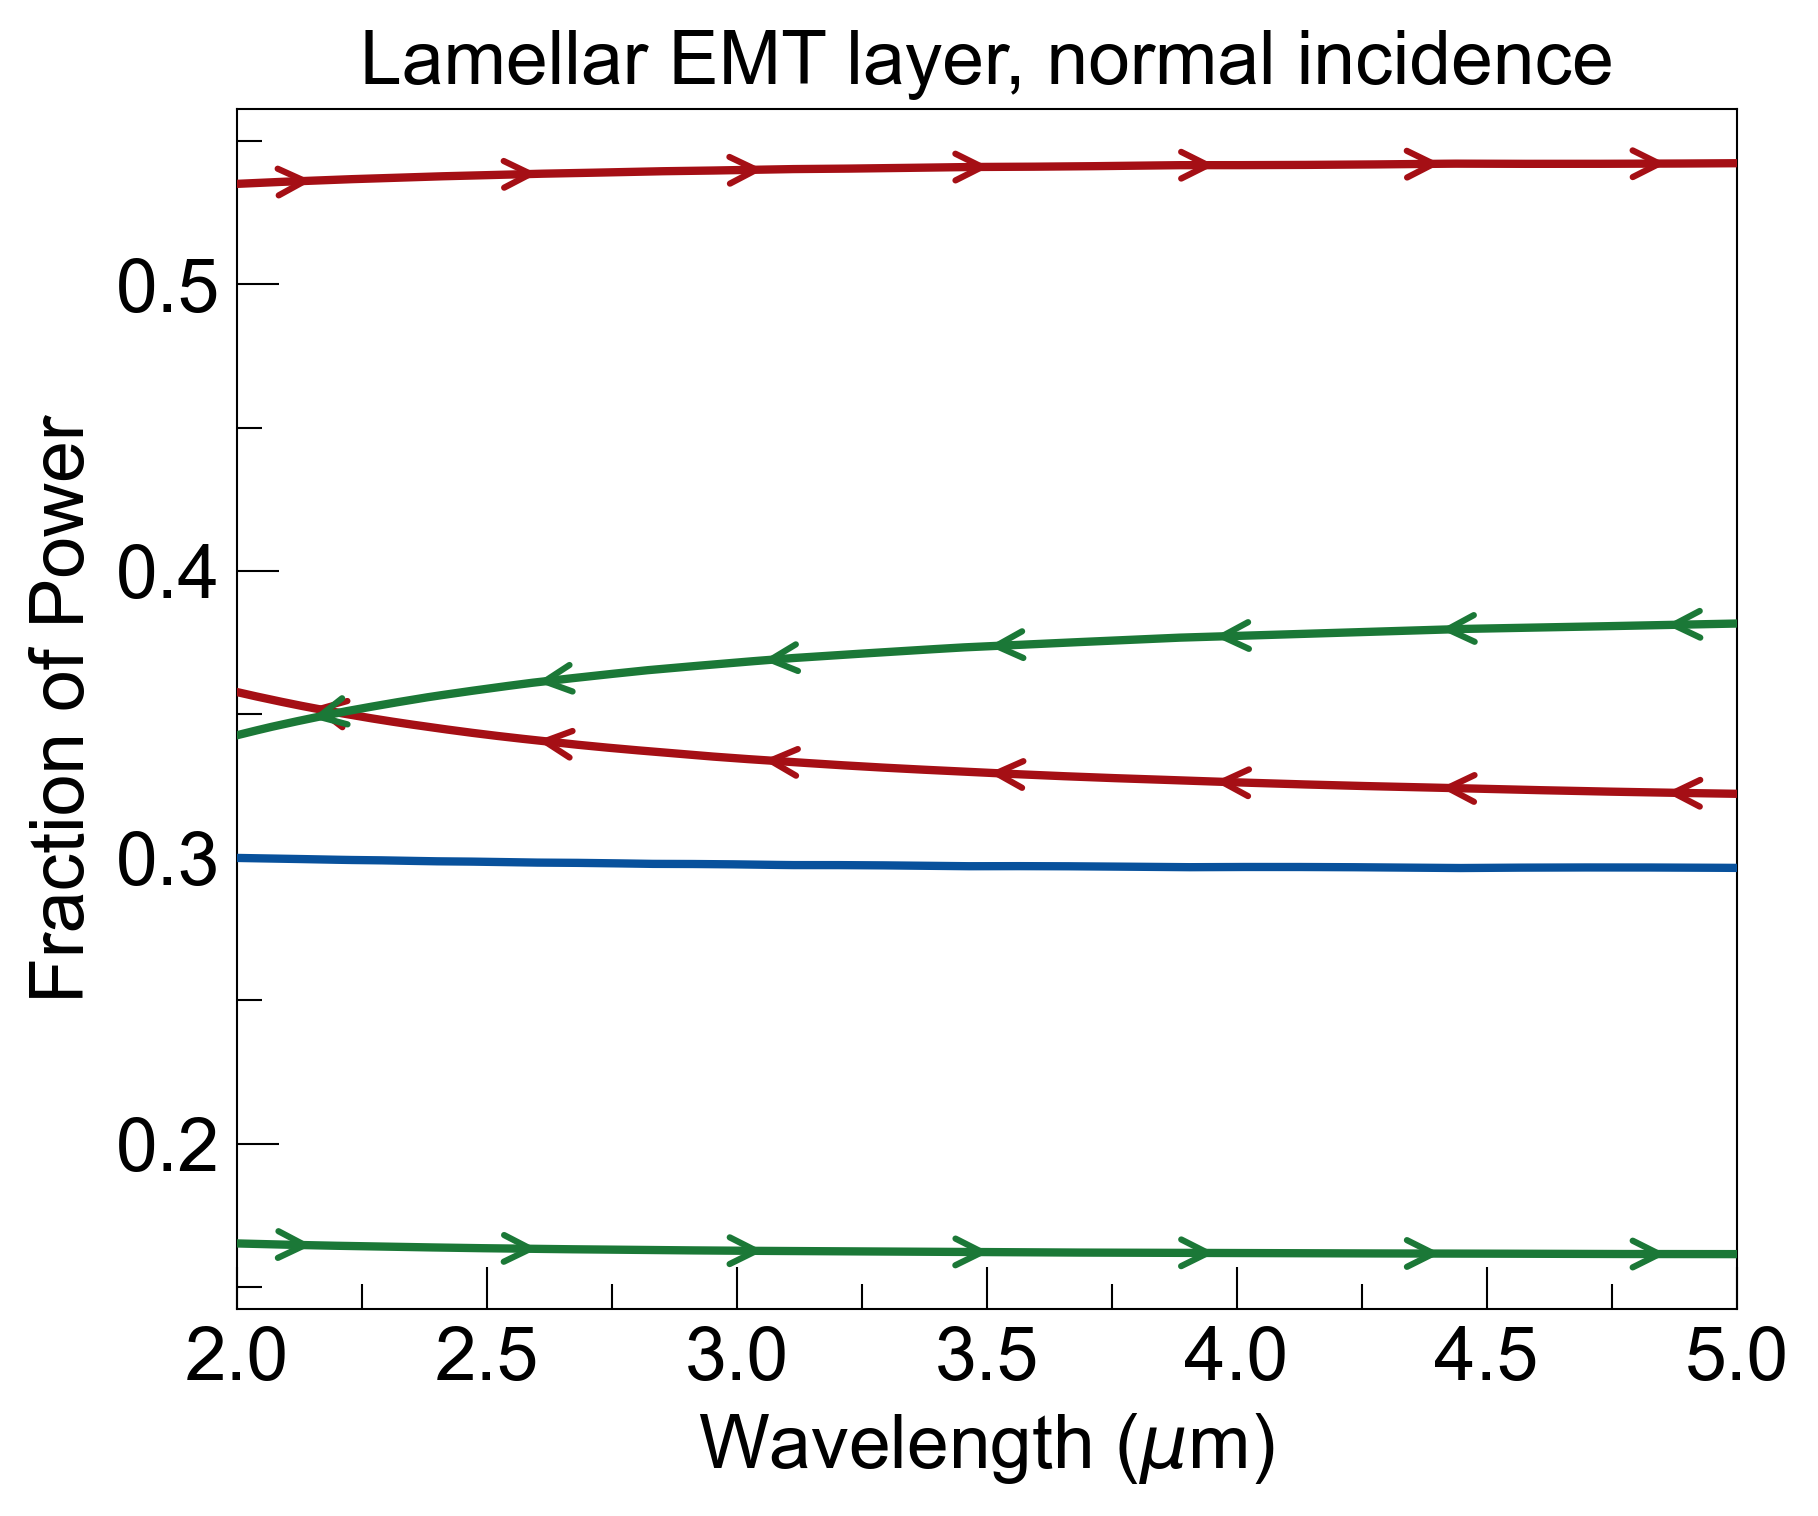 Lamellar EMT layer, normal incidence
Fraction of Power
0.5
0.4
0.3
0.2
2.0 2.5 3.0 3.5 4.0 4.5 5.0
Wavelength (μm)